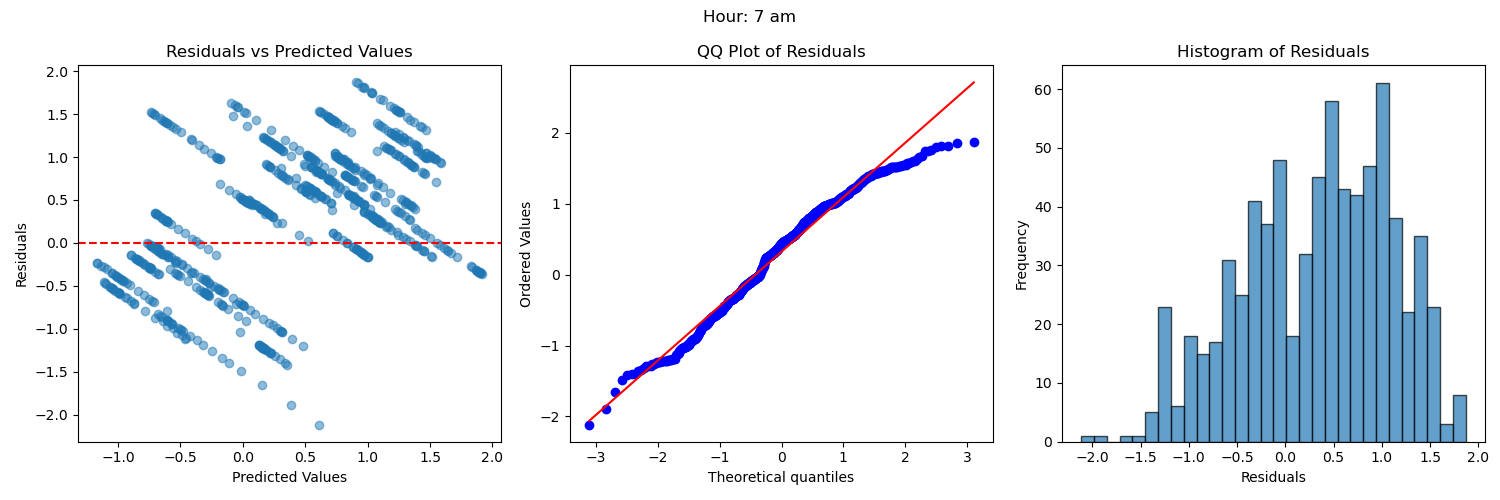 Hour: 7 am
Residuals vs Predicted Values
2.0
1.5
1.0
0.5
0.0
−0.5
−1.0
−1.5
−2.0
Residuals
−1.0 −0.5 0.0 0.5 1.0 1.5 2.0
Predicted Values
QQ Plot of Residuals
2
1
0
−1
−2
Ordered Values
−3 −2 −1 0 1 2 3
Theoretical quantiles
Histogram of Residuals
60
50
40
30
20
10
0
Frequency
−2.0 −1.5 −1.0 −0.5 0.0 0.5 1.0 1.5 2.0
Residuals